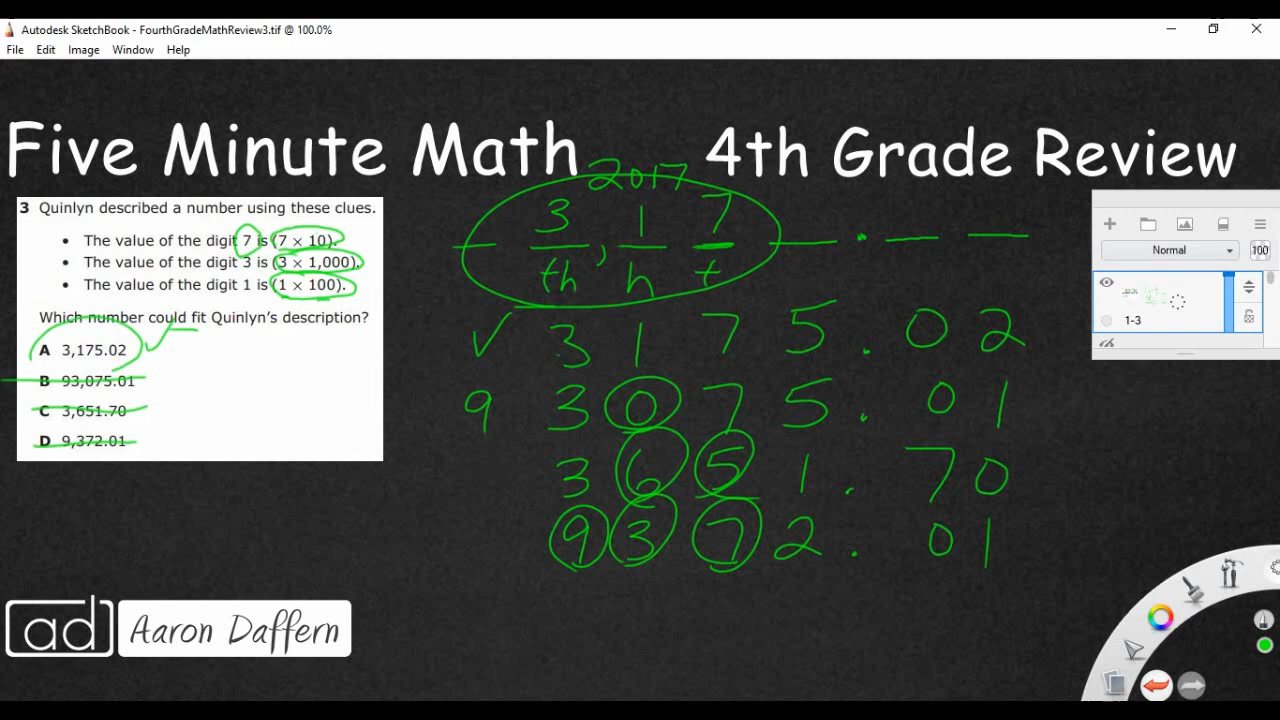 Autodesk SketchBook - FourthGradeMathReview3.tif @ 100.0%
File Edit Image Window Help
Five Minute Math 4th Grade Review
3 Quinlyn described a number using these clues.
• The value of the digit 7 is (7 × 10).
• The value of the digit 3 is (3 × 1,000).
• The value of the digit 1 is (1 × 100).
Which number could fit Quinlyn's description?
A 3,175.02
B 93,075.01
C 3,651.70
D 9,372.01
2017
3 , 1 7 .
th h t
✓ 3 1 7 5 . 0 2
9 3 0 7 5 . 0 1
3 6 5 1 . 7 0
9 3 7 2 . 0 1
Normal 100
1-3
ad Aaron Daffern